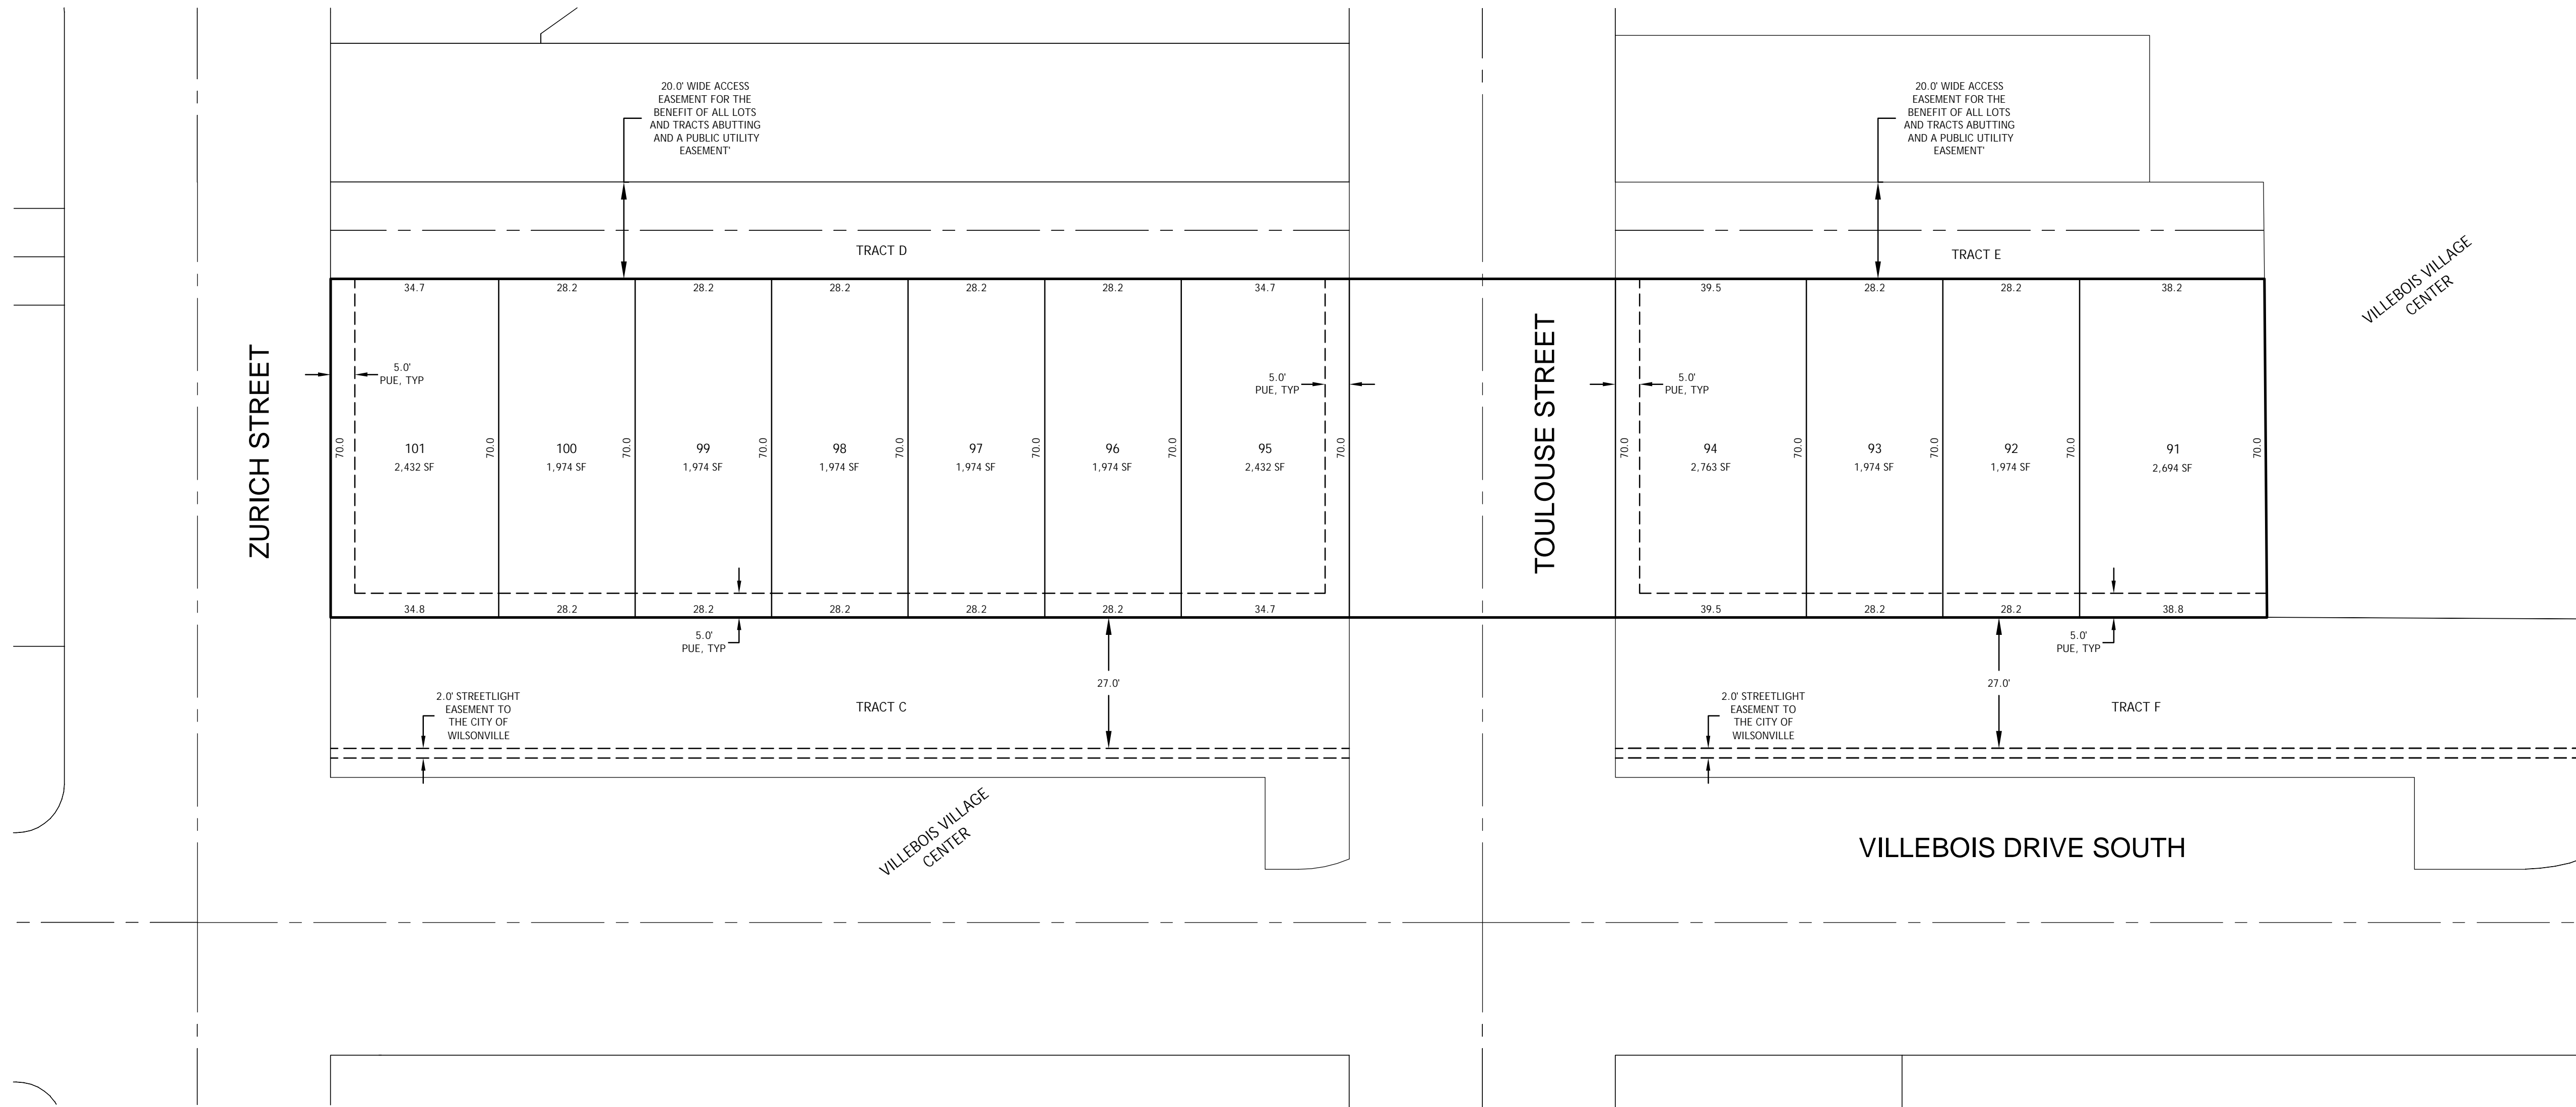 20.0' WIDE ACCESS
EASEMENT FOR THE
BENEFIT OF ALL LOTS
AND TRACTS ABUTTING
AND A PUBLIC UTILITY
EASEMENT'
20.0' WIDE ACCESS
EASEMENT FOR THE
BENEFIT OF ALL LOTS
AND TRACTS ABUTTING
AND A PUBLIC UTILITY
EASEMENT'
TRACT D
TRACT E
VILLEBOIS VILLAGE
CENTER
34.7
28.2
28.2
28.2
28.2
28.2
34.7
39.5
28.2
28.2
38.2
ZURICH STREET
5.0'
PUE, TYP
5.0'
PUE, TYP
TOULOUSE STREET
5.0'
PUE, TYP
70.0
101
2,432 SF
70.0
100
1,974 SF
70.0
99
1,974 SF
70.0
98
1,974 SF
70.0
97
1,974 SF
70.0
96
1,974 SF
70.0
95
2,432 SF
70.0
70.0
94
2,763 SF
70.0
93
1,974 SF
70.0
92
1,974 SF
70.0
91
2,694 SF
70.0
34.8
28.2
28.2
28.2
28.2
28.2
34.7
39.5
28.2
28.2
38.8
5.0'
PUE, TYP
5.0'
PUE, TYP
27.0'
27.0'
2.0' STREETLIGHT
EASEMENT TO
THE CITY OF
WILSONVILLE
TRACT C
2.0' STREETLIGHT
EASEMENT TO
THE CITY OF
WILSONVILLE
TRACT F
VILLEBOIS VILLAGE
CENTER
VILLEBOIS DRIVE SOUTH